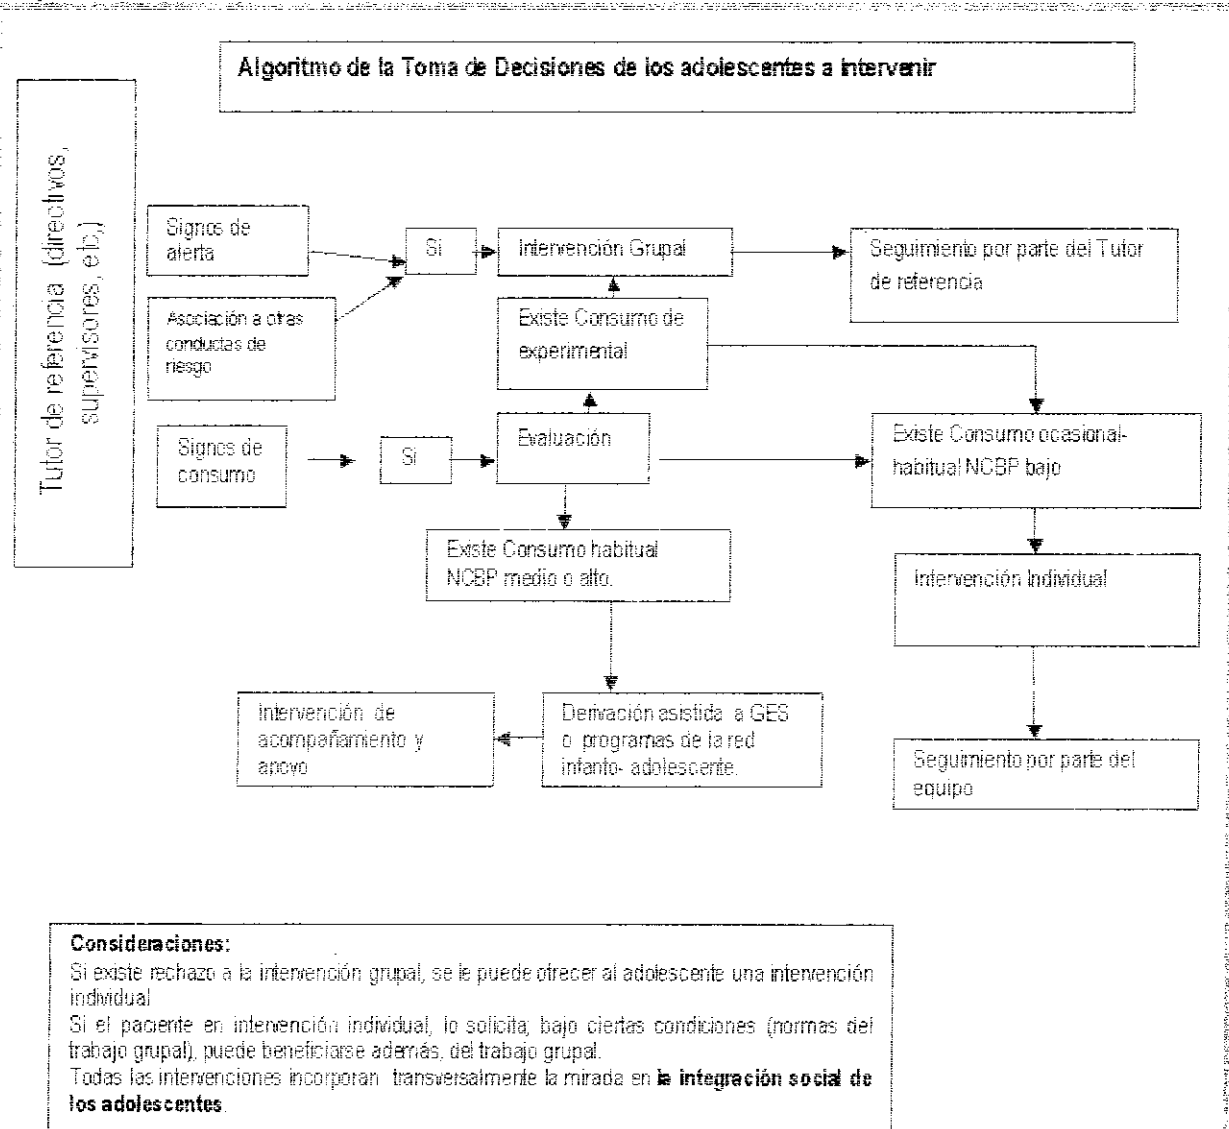 Algoritmo de la Toma de Decisiones de los adolescentes a intervenir
Tutor de referencia (directivos,
supervisores, etc,)
Signos de
alerta
Si
Intervención Grupal
Seguimiento por parte del Tutor
de referencia
Asociación a otras
conductas de
riesgo
Existe Consumo de
experimental
Signos de
consumo
Si
Evaluación
Existe Consumo ocasional-
habitual NCBP bajo
Existe Consumo habitual
NCBP medio o alto.
Intervención Individual
Intervención de
acompañamiento y
apoyo
Derivación asistida a GES
o programas de la red
infanto- adolescente.
Seguimiento por parte del
equipo
Consideraciones:
Si existe rechazo a la intervención grupal, se le puede ofrecer al adolescente una intervención
individual
Si el paciente en intervención individual, lo solicita, bajo ciertas condiciones (normas del
trabajo grupal), puede beneficiarse además, del trabajo grupal.
Todas las intervenciones incorporan transversalmente la mirada en la integración social de
los adolescentes.